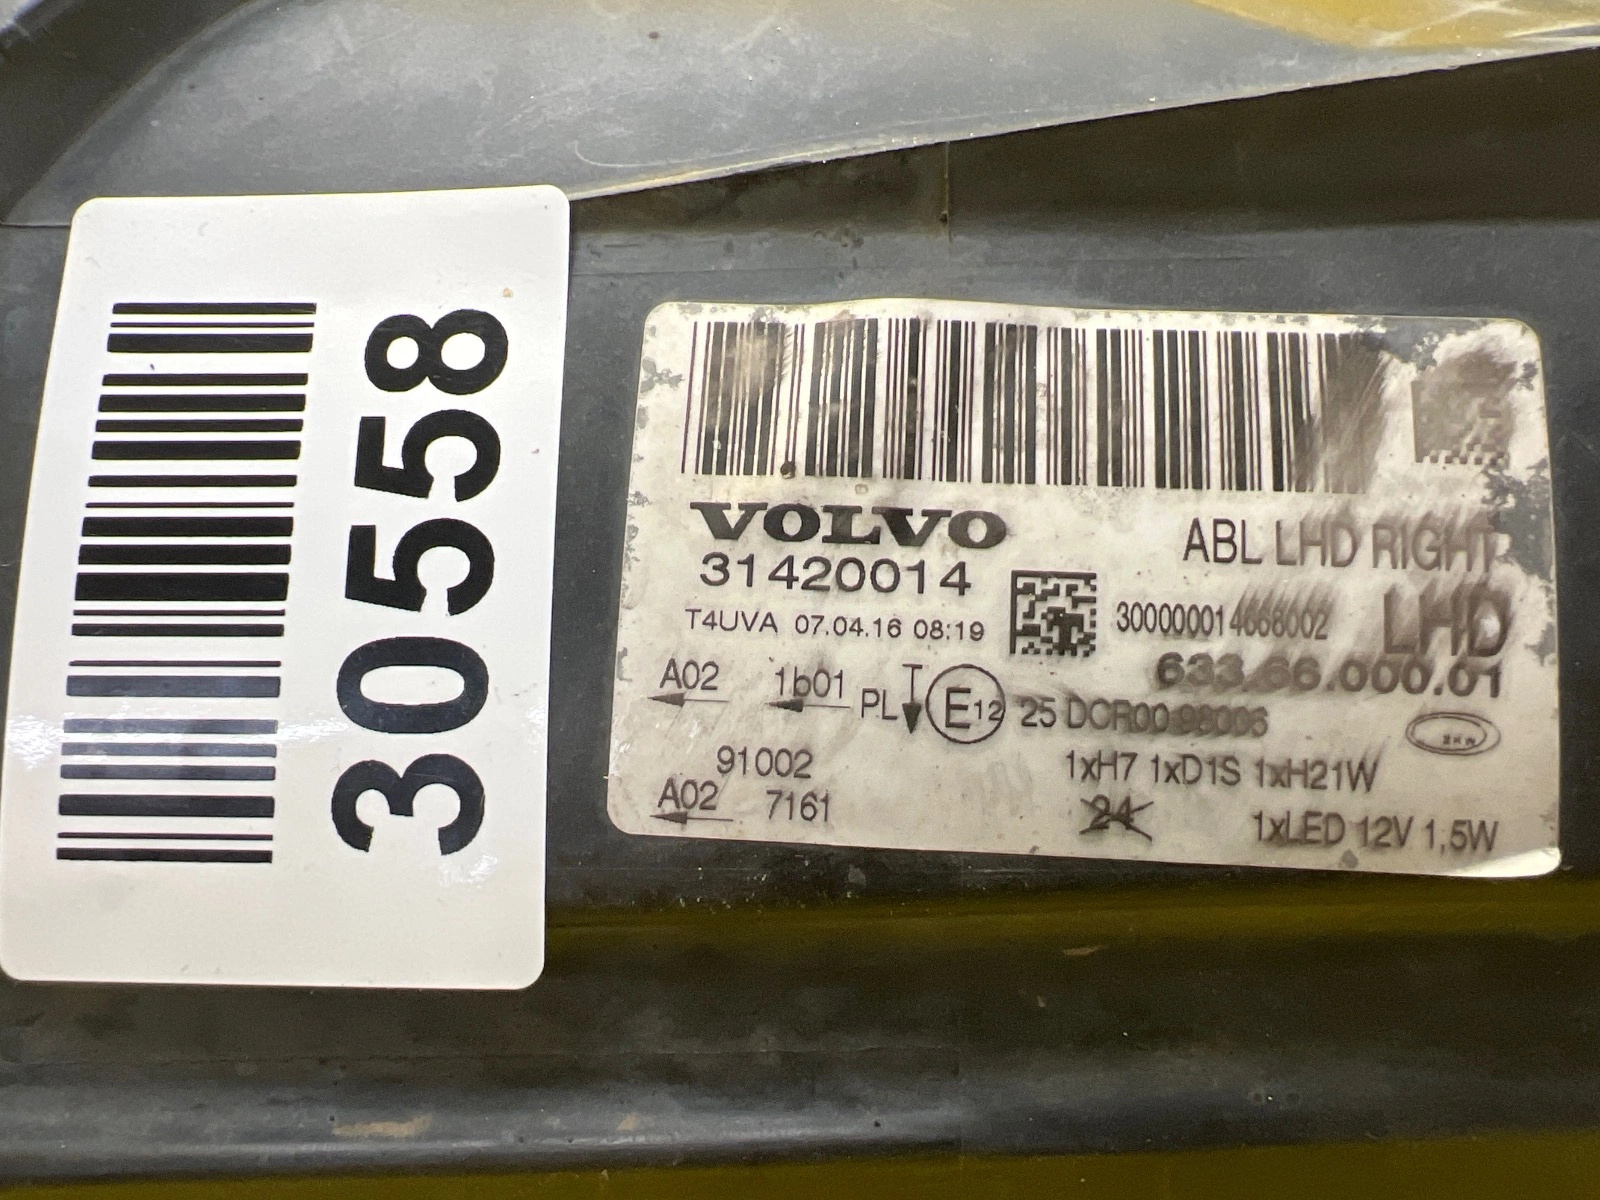 30558
VOLVO
31420014
ABL LHD RIGHT
T4UVA 07.04.16 08:19
300000014668002
LHD
633.66.000.01
A02 1b01 PL E12 25 DCR00 98006
91002
1xH7 1xD1S 1xH21W
A02 7161
24
1xLED 12V 1,5W